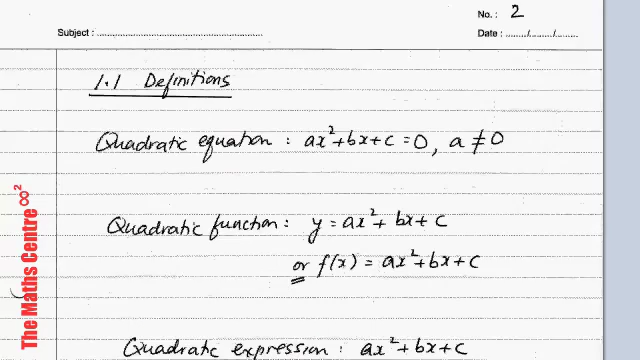 No. : 2
Subject : ........................................................
Date : ......../......../........
1.1 Definitions
Quadratic equation : ax²+bx+c=0, a≠0
Quadratic function : y = ax²+ bx+c
or f(x) = ax²+bx+c
Quadratic expression : ax²+bx+c
The Maths Centre ∞²